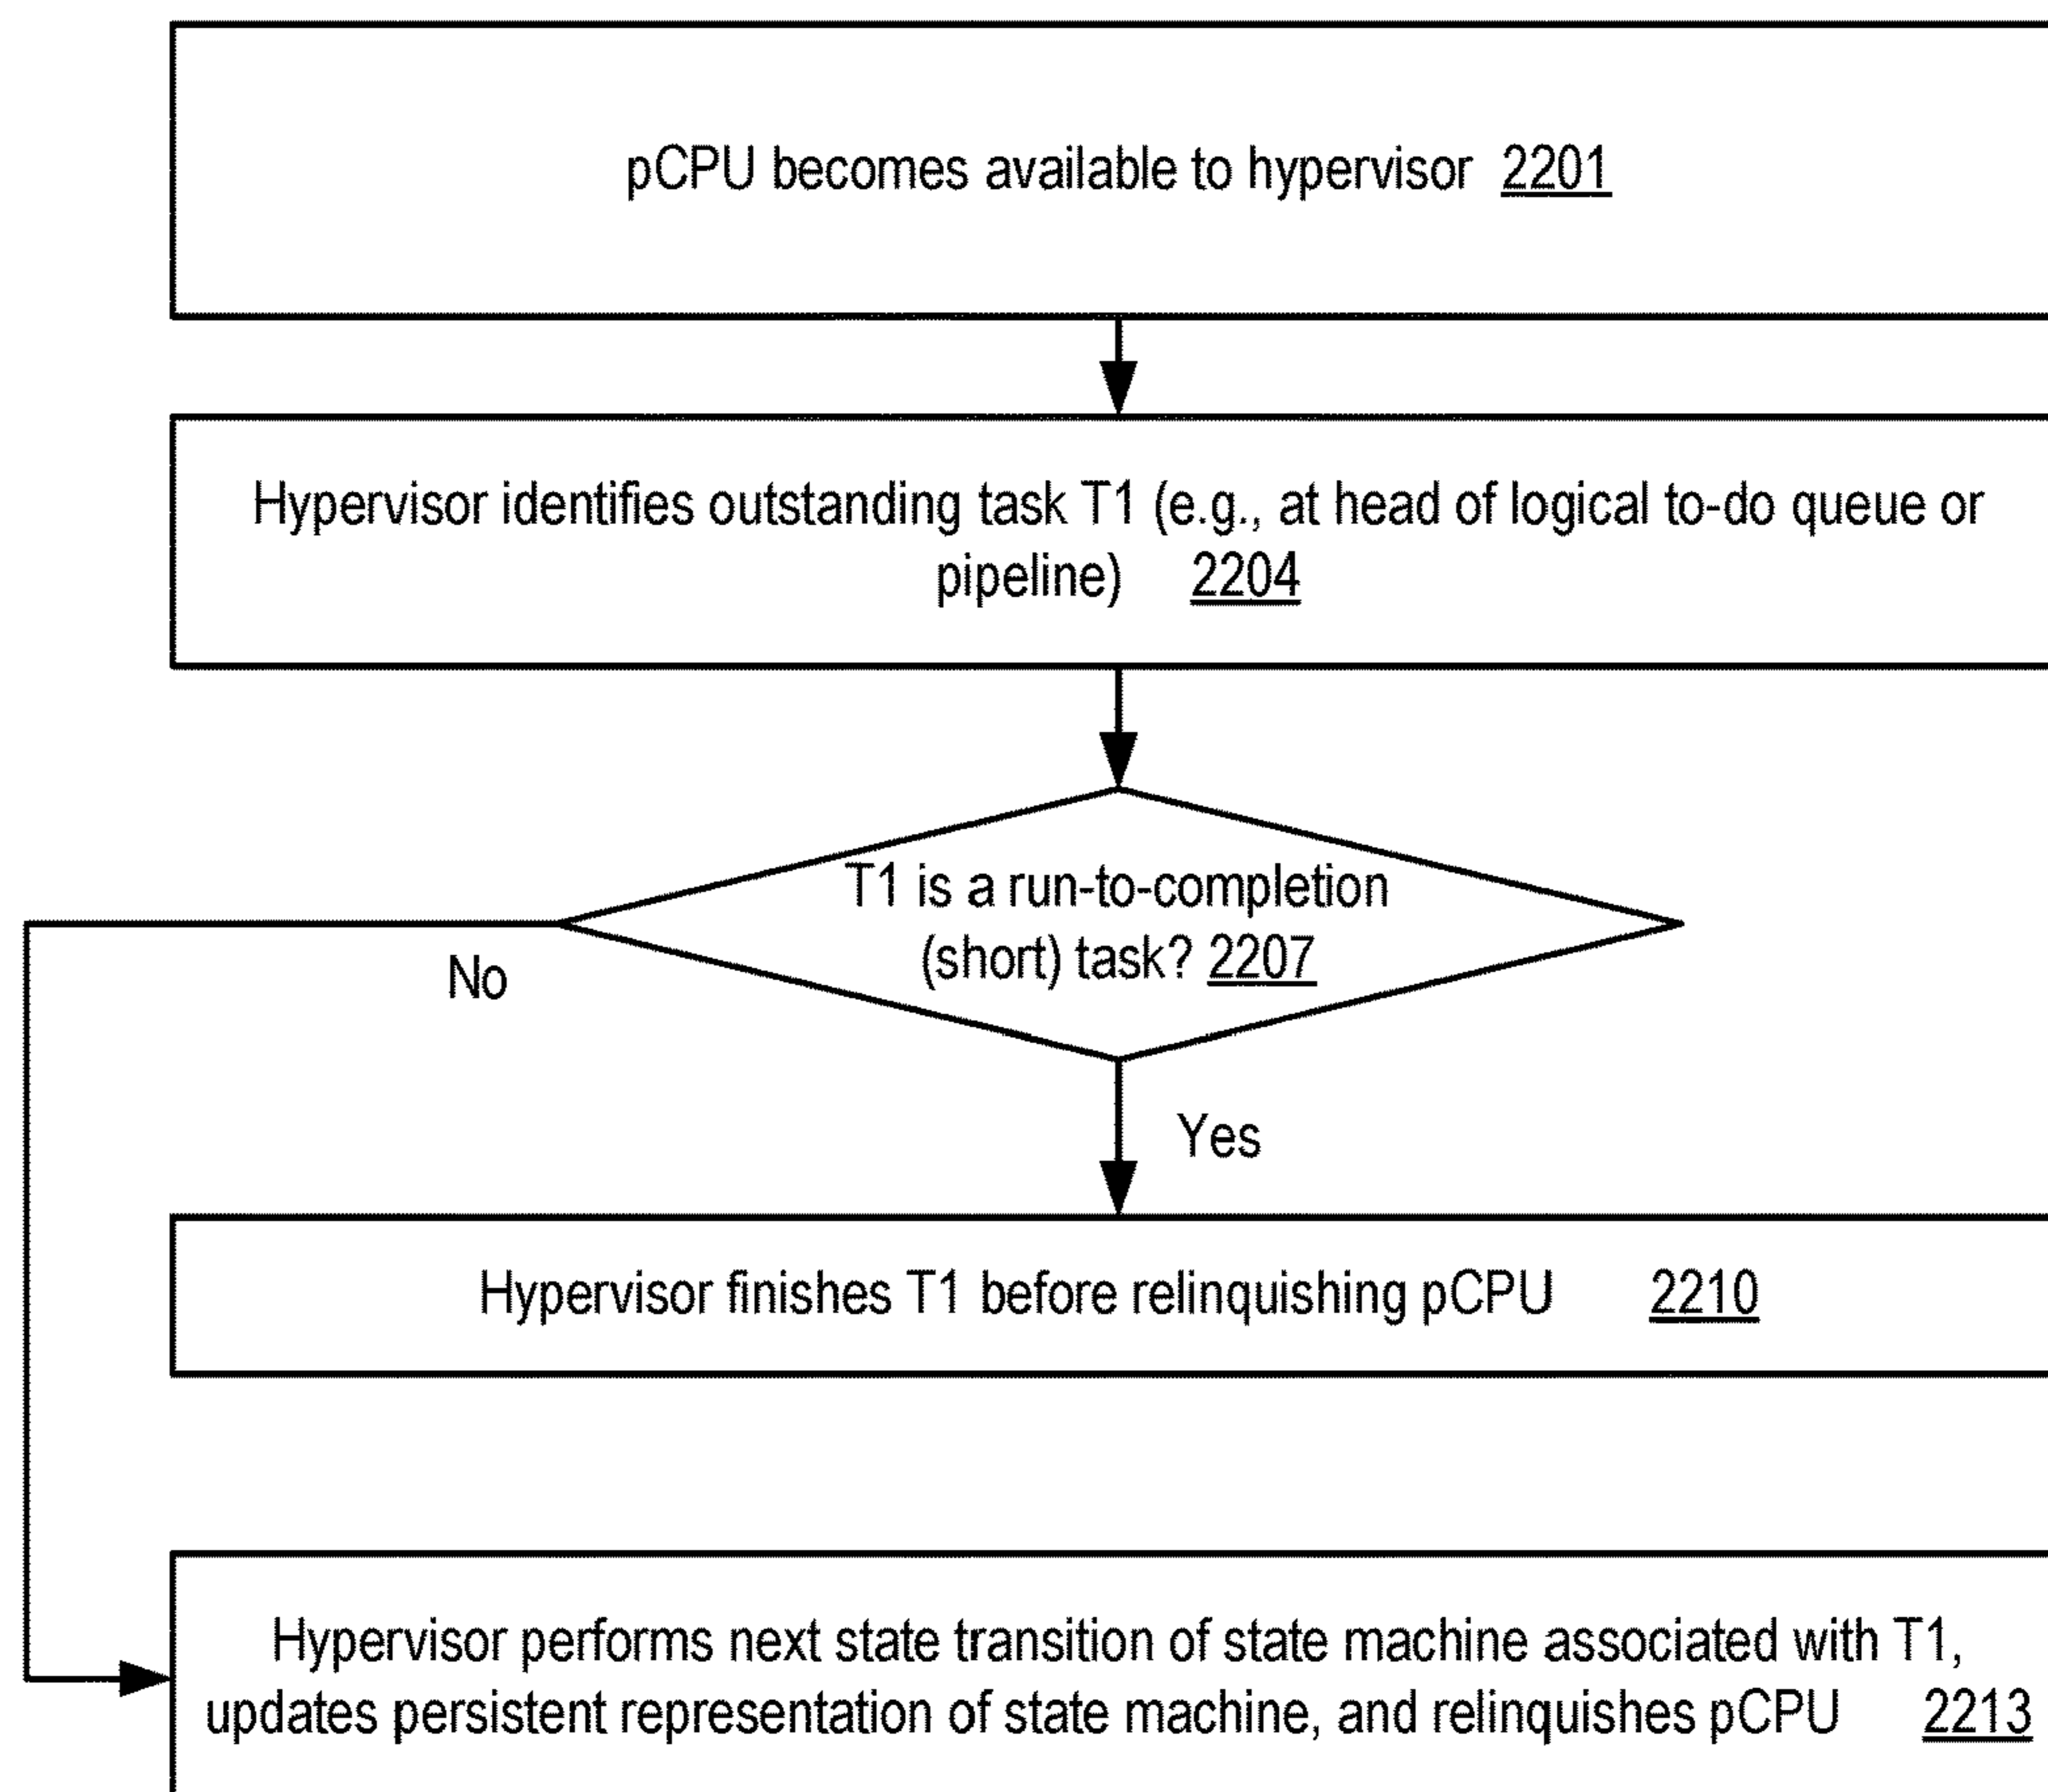 pCPU becomes available to hypervisor 2201
Hypervisor identifies outstanding task T1 (e.g., at head of logical to-do queue or
pipeline) 2204
T1 is a run-to-completion
(short) task? 2207
No
Yes
Hypervisor finishes T1 before relinquishing pCPU 2210
Hypervisor performs next state transition of state machine associated with T1,
updates persistent representation of state machine, and relinquishes pCPU 2213